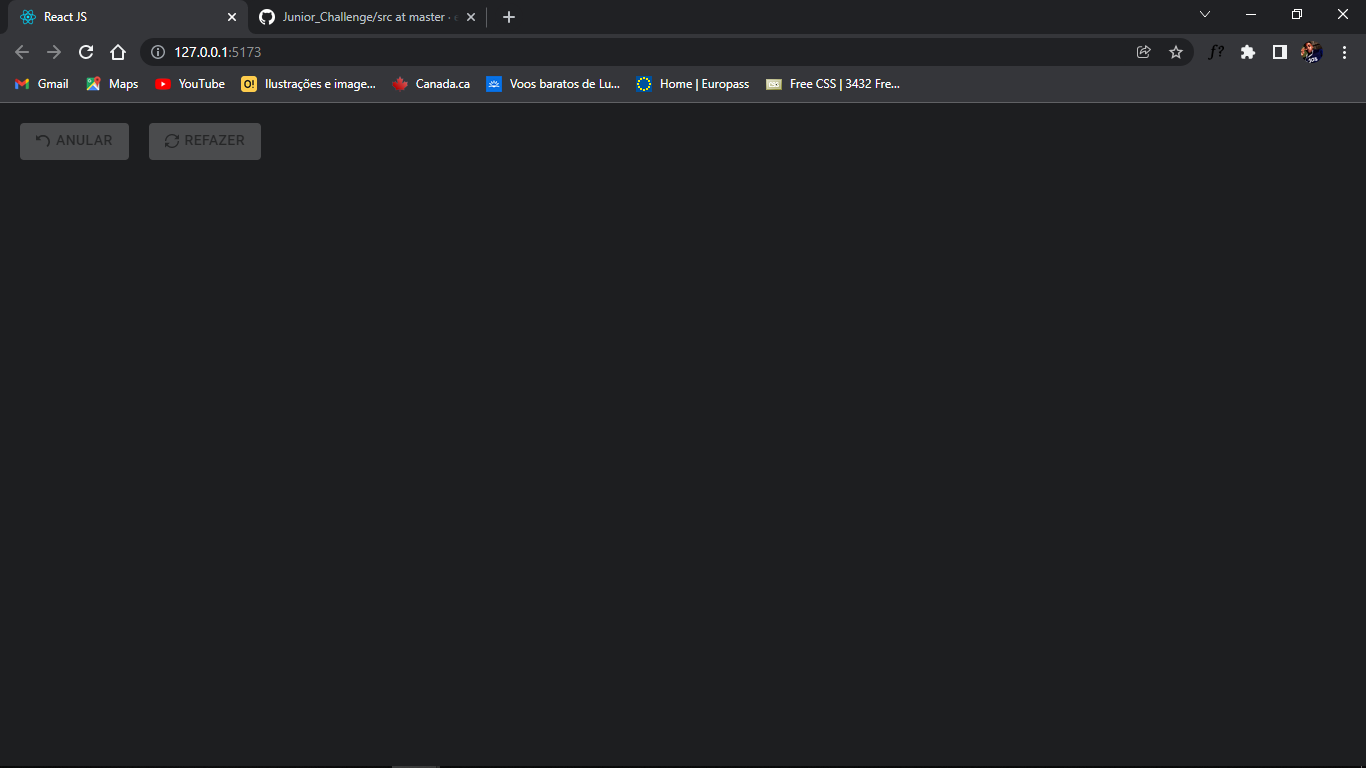 React JS
Junior_Challenge/src at master ·
127.0.0.1:5173
f?
Gmail
Maps
YouTube
O! Ilustrações e image...
Canada.ca
Voos baratos de Lu...
Home | Europass
Free CSS | 3432 Fre...
ANULAR
REFAZER